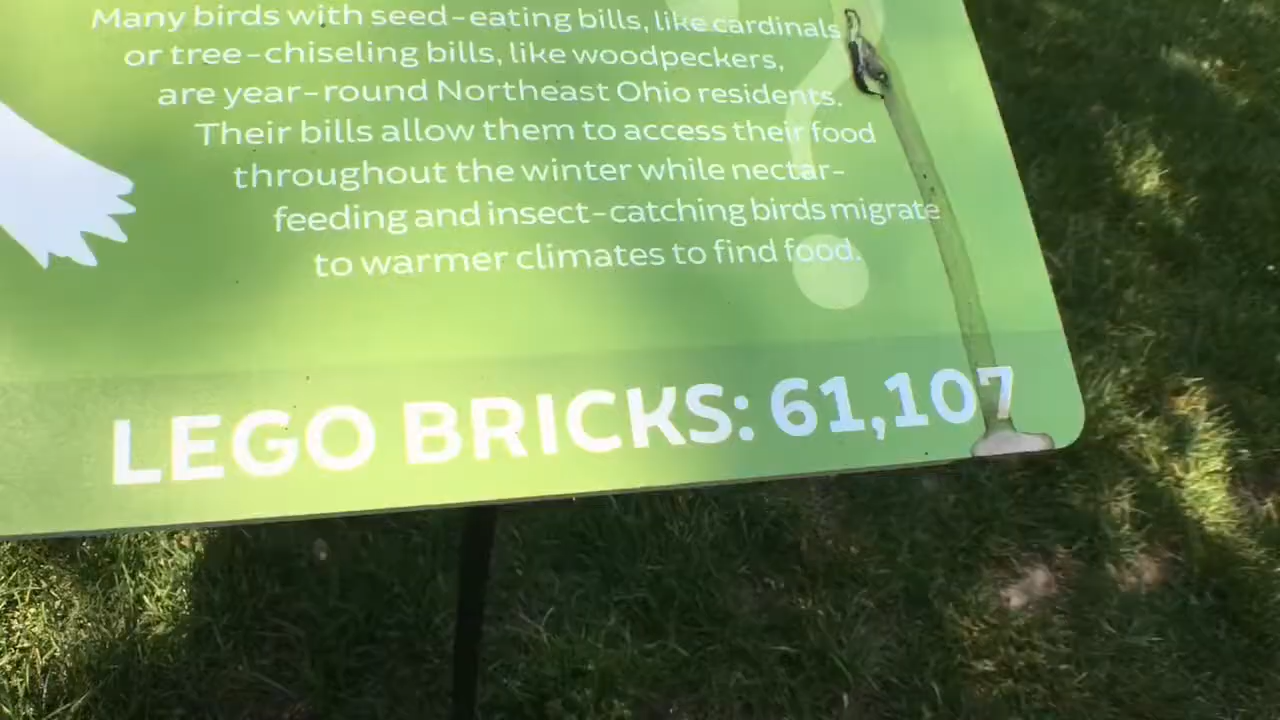 Many birds with seed-eating bills, like cardinals
or tree-chiseling bills, like woodpeckers,
are year-round Northeast Ohio residents.
Their bills allow them to access their food
throughout the winter while nectar-
feeding and insect-catching birds migrate
to warmer climates to find food.
LEGO BRICKS: 61,107